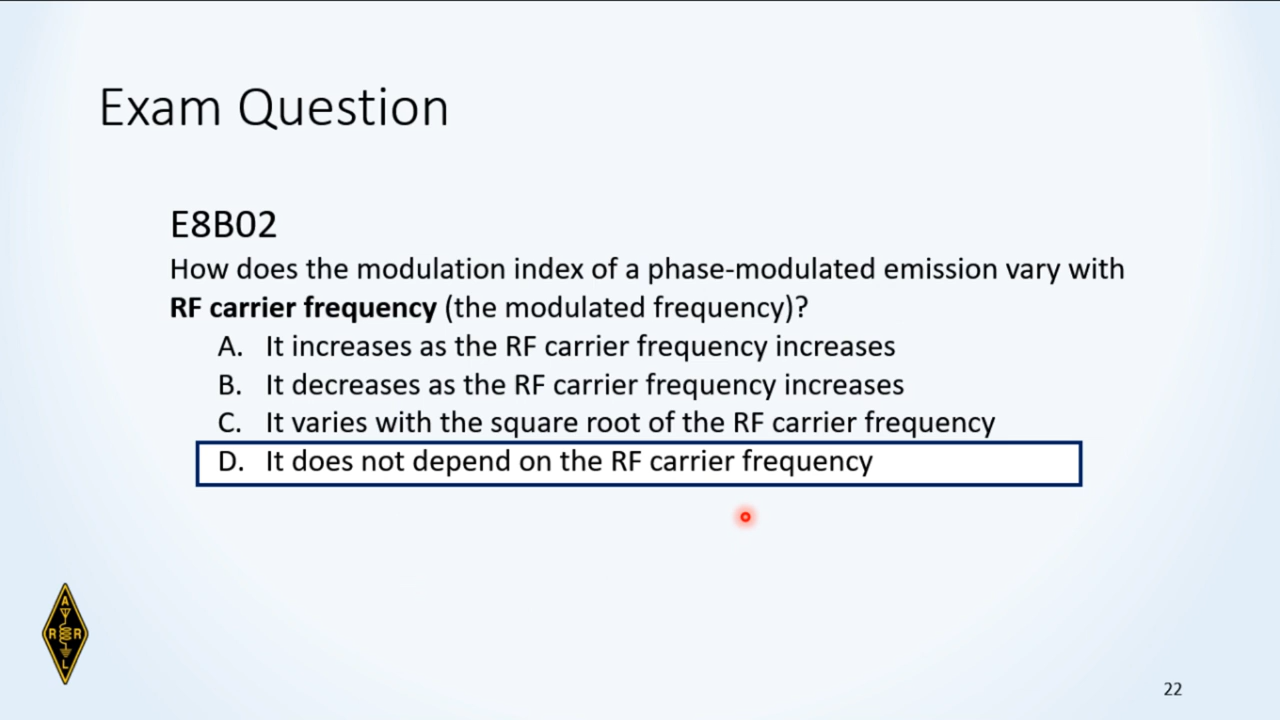 Exam Question
E8B02
How does the modulation index of a phase-modulated emission vary with
RF carrier frequency (the modulated frequency)?
A. It increases as the RF carrier frequency increases
B. It decreases as the RF carrier frequency increases
C. It varies with the square root of the RF carrier frequency
D. It does not depend on the RF carrier frequency
A
R R
L
22